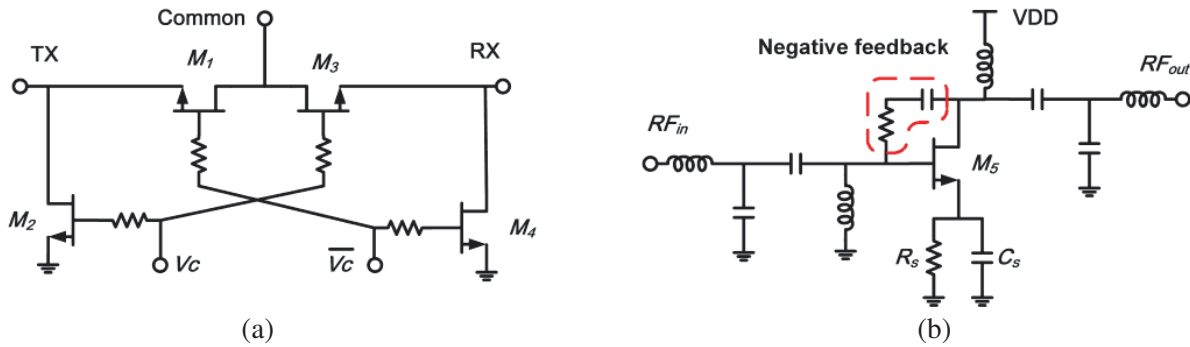 Common
TX
M1
M3
RX
M2
M4
Vc
Vc
(a)
VDD
Negative feedback
RFout
RFin
M5
Rs
Cs
(b)